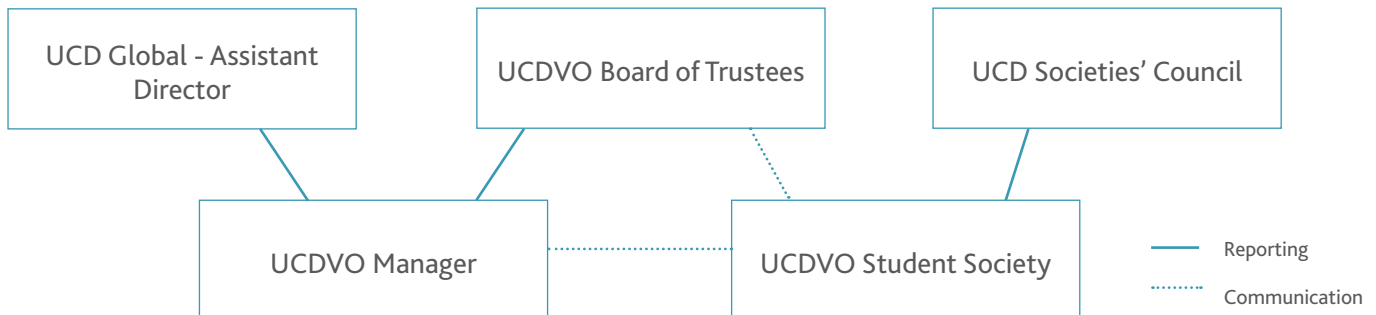 UCD Global - Assistant
Director
UCDVO Board of Trustees
UCD Societies’ Council
UCDVO Manager
UCDVO Student Society
Reporting
Communication